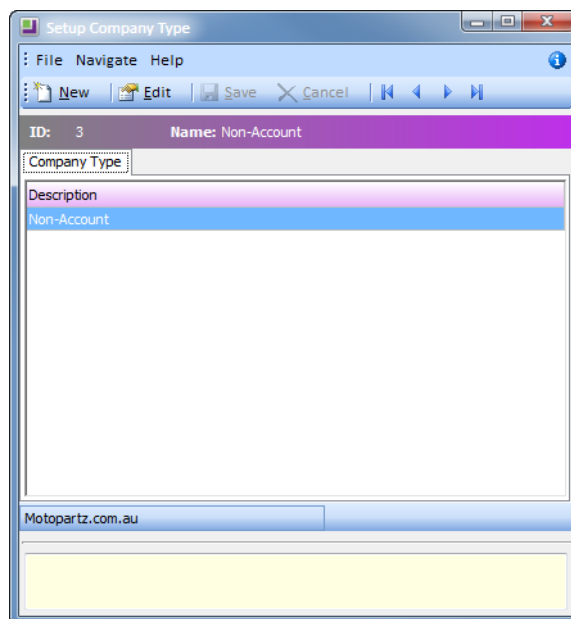 Setup Company Type
File Navigate Help
New Edit Save Cancel
ID: 3 Name: Non-Account
Company Type
Description
Non-Account
Motopartz.com.au